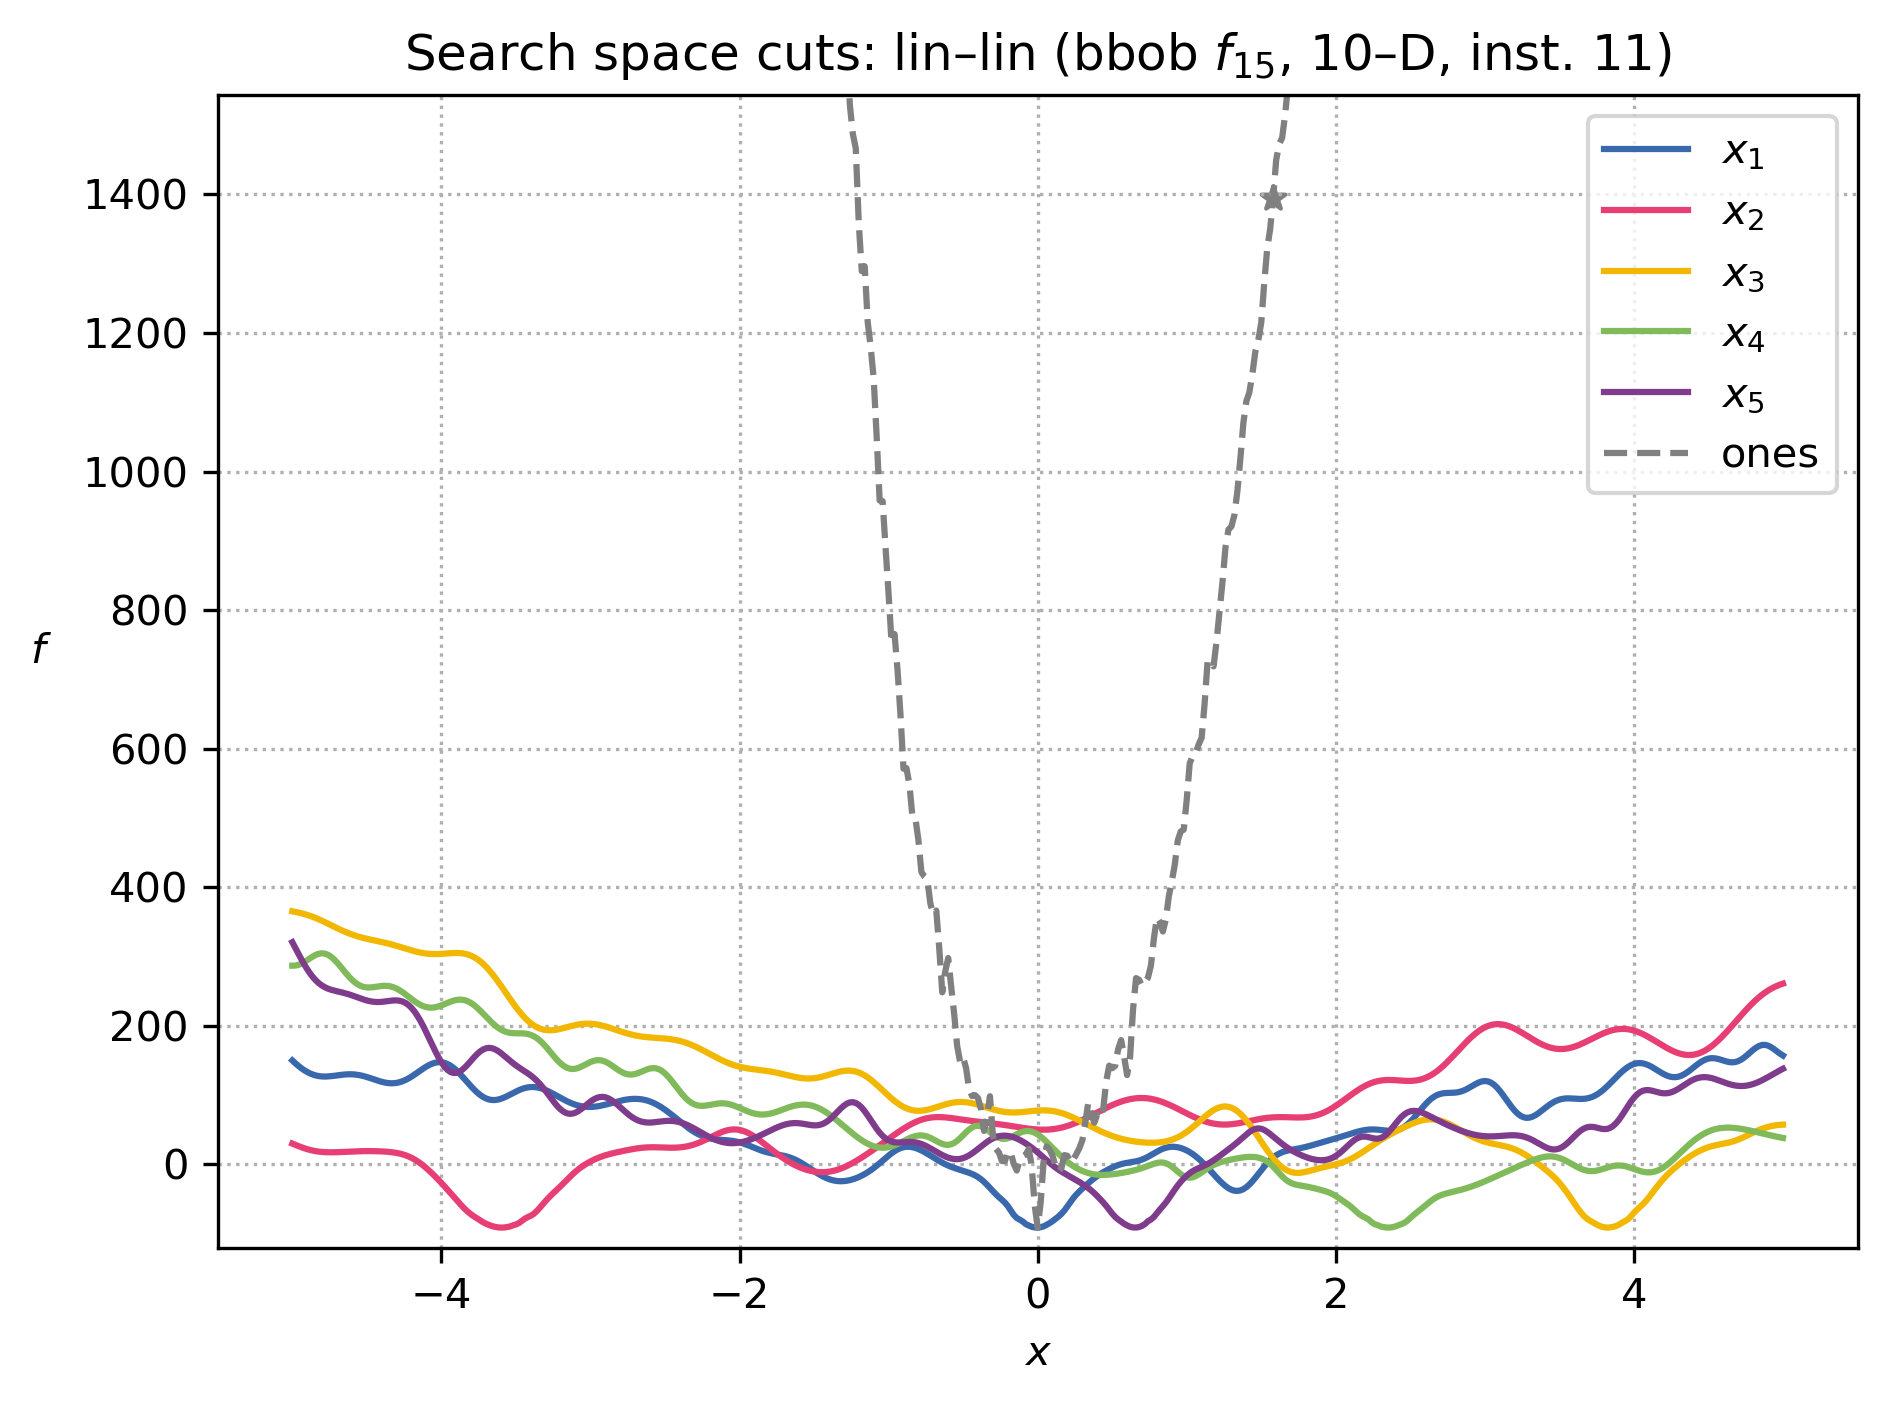 Search space cuts: lin–lin (bbob f15, 10–D, inst. 11)
1400
1200
1000
800
600
400
200
0
f
−4
−2
0
2
4
x
x1
x2
x3
x4
x5
ones